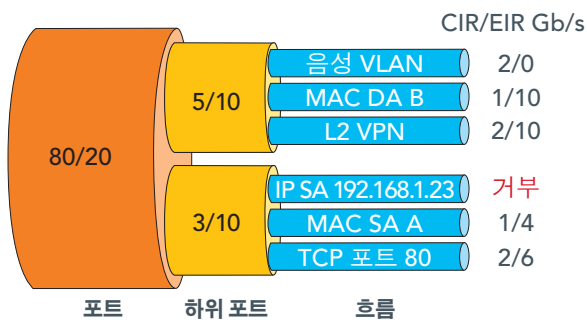 CIR/EIR Gb/s
음성 VLAN 2/0
MAC DA B 1/10
L2 VPN 2/10
5/10
80/20
IP SA 192.168.1.23 거부
MAC SA A 1/4
TCP 포트 80 2/6
3/10
포트 하위 포트 흐름